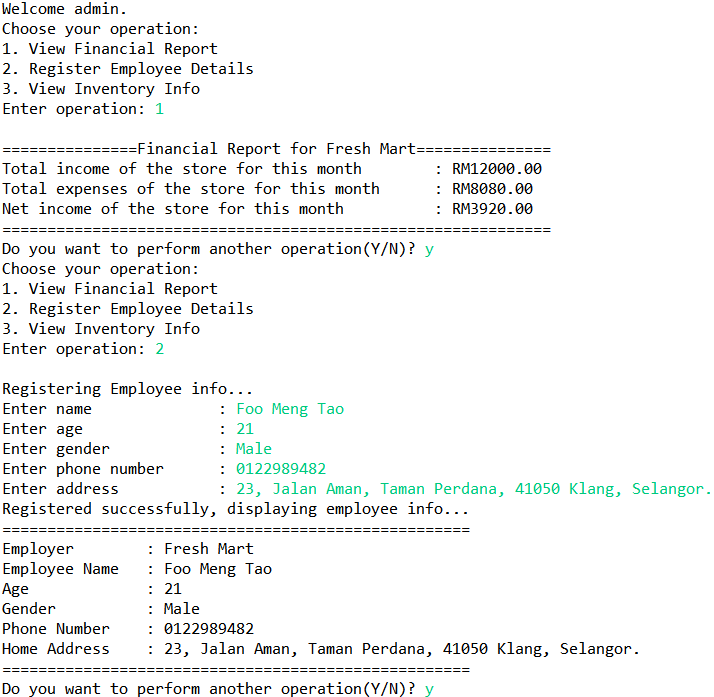 Welcome admin.
Choose your operation:
1. View Financial Report
2. Register Employee Details
3. View Inventory Info
Enter operation: 1

===============Financial Report for Fresh Mart===============
Total income of the store for this month        : RM12000.00
Total expenses of the store for this month      : RM8080.00
Net income of the store for this month          : RM3920.00
=============================================================
Do you want to perform another operation(Y/N)? y
Choose your operation:
1. View Financial Report
2. Register Employee Details
3. View Inventory Info
Enter operation: 2

Registering Employee info...
Enter name              : Foo Meng Tao
Enter age               : 21
Enter gender            : Male
Enter phone number      : 0122989482
Enter address           : 23, Jalan Aman, Taman Perdana, 41050 Klang, Selangor.
Registered successfully, displaying employee info...
====================================================
Employer        : Fresh Mart
Employee Name   : Foo Meng Tao
Age             : 21
Gender          : Male
Phone Number    : 0122989482
Home Address    : 23, Jalan Aman, Taman Perdana, 41050 Klang, Selangor.
====================================================
Do you want to perform another operation(Y/N)? y